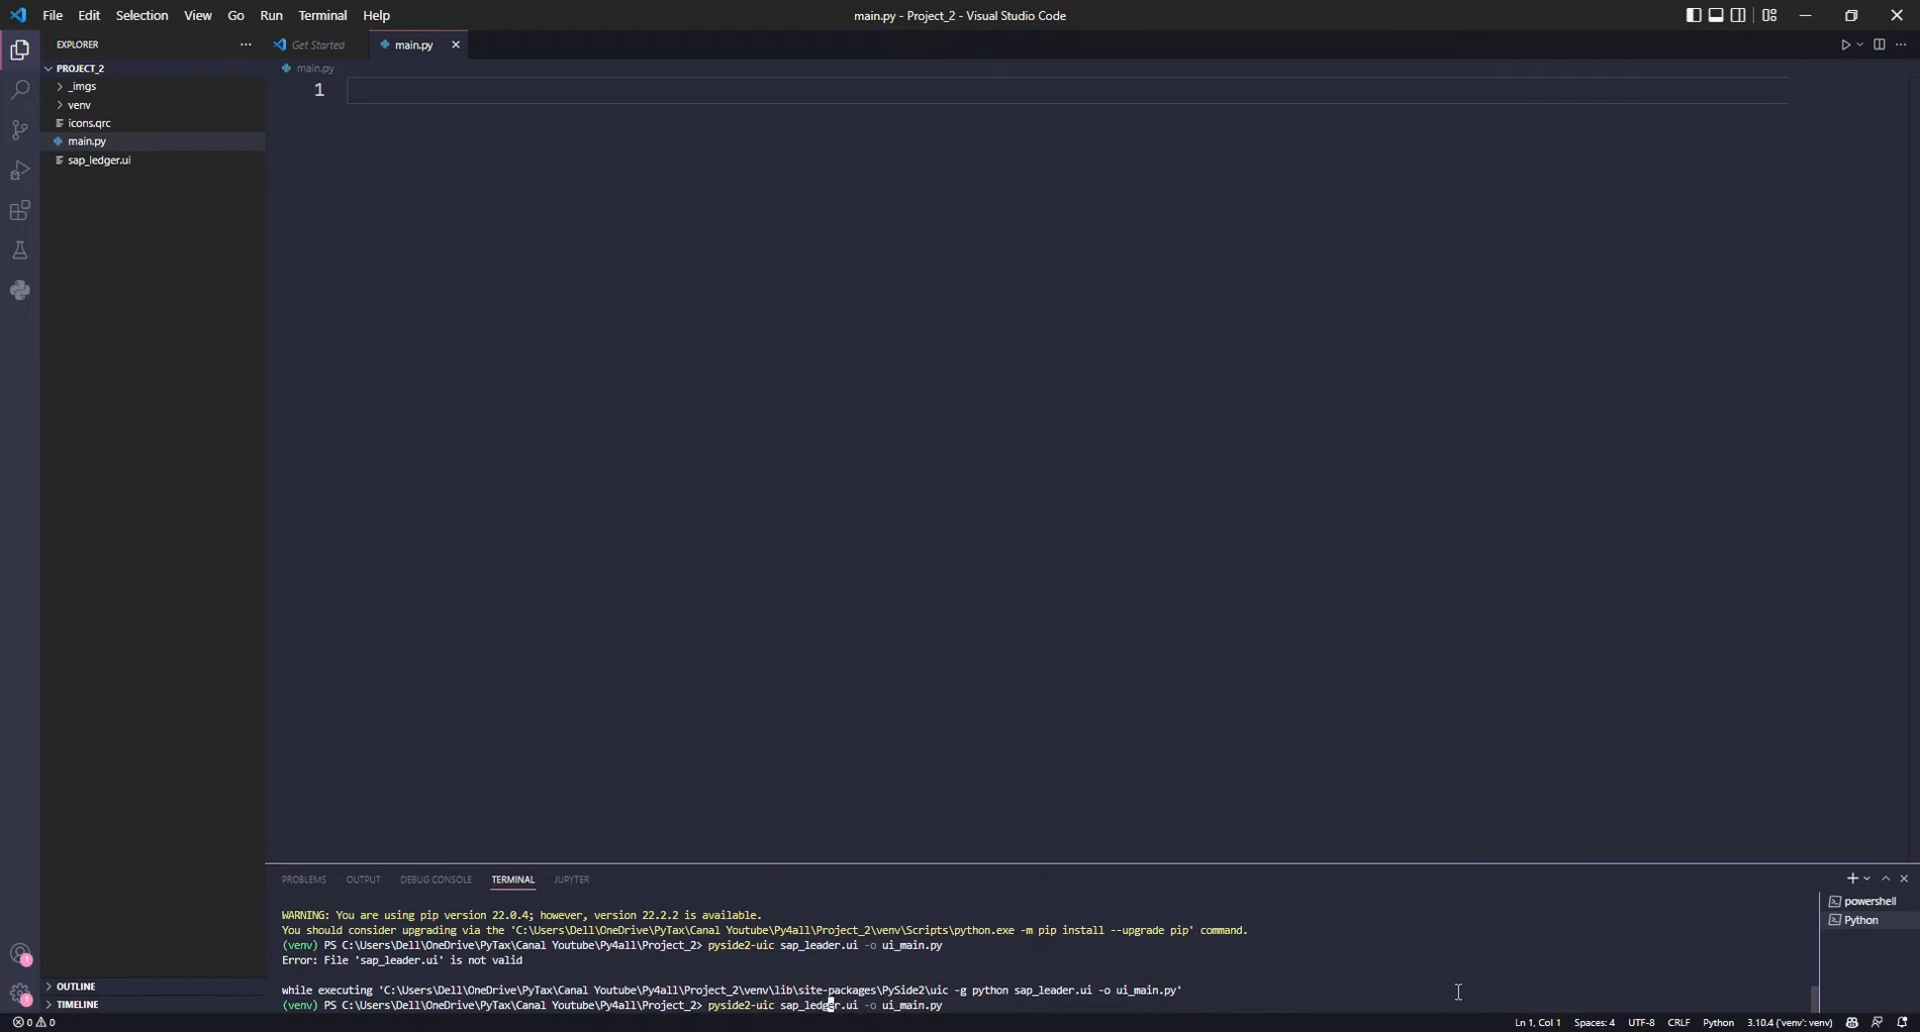 File Edit Selection View Go Run Terminal Help
main.py - Project_2 - Visual Studio Code
EXPLORER
Get Started
main.py
PROJECT_2
main.py
_imgs
1
venv
icons.qrc
main.py
sap_ledger.ui
PROBLEMS OUTPUT DEBUG CONSOLE TERMINAL JUPYTER
powershell
Python
WARNING: You are using pip version 22.0.4; however, version 22.2.2 is available.
You should consider upgrading via the 'C:\Users\Dell\OneDrive\PyTax\Canal Youtube\Py4all\Project_2\venv\Scripts\python.exe -m pip install --upgrade pip' command.
(venv) PS C:\Users\Dell\OneDrive\PyTax\Canal Youtube\Py4all\Project_2> pyside2-uic sap_leader.ui -o ui_main.py
Error: File 'sap_leader.ui' is not valid
while executing 'C:\Users\Dell\OneDrive\PyTax\Canal Youtube\Py4all\Project_2\venv\lib\site-packages\PySide2\uic -g python sap_leader.ui -o ui_main.py'
(venv) PS C:\Users\Dell\OneDrive\PyTax\Canal Youtube\Py4all\Project_2> pyside2-uic sap_ledger.ui -o ui_main.py
1
1
OUTLINE
TIMELINE
0 0
Ln 1, Col 1 Spaces: 4 UTF-8 CRLF Python 3.10.4 ('venv': venv)